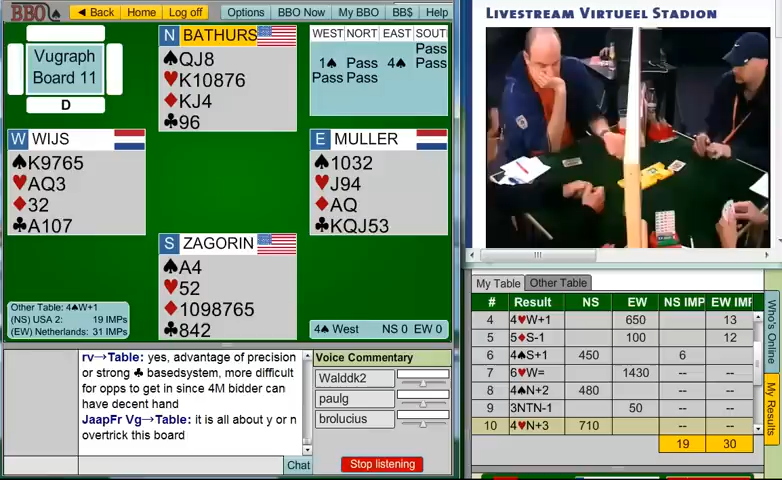 BBO Back Home Log off Options BBO Now My BBO BB$ Help
LIVESTREAM VIRTUEEL STADION
Vugraph
Board 11
D
N BATHURS
♠QJ8
♥K10876
♦KJ4
♣96
WEST NORT EAST SOUTI
Pass
1♠ Pass 4♠ Pass
Pass Pass
W WIJS
♠K9765
♥AQ3
♦32
♣A107
E MULLER
♠1032
♥J94
♦AQ
♣KQJ53
S ZAGORIN
♠A4
♥52
♦1098765
♣842
Other Table: 4♠W+1
(NS) USA 2: 19 IMPs
(EW) Netherlands: 31 IMPs
4♠ West NS 0 EW 0
rv→Table: yes, advantage of precision
or strong ♣ basedsystem, more difficult
for opps to get in since 4M bidder can
have decent hand
JaapFr Vg→Table: it is all about y or n
overtrick this board
Chat
Voice Commentary
Walddk2
paulg
brolucius
Stop listening
My Table Other Table
# Result NS EW NS IMP EW IMP
4 4♥W+1 650 13
5 5♦S-1 100 12
6 4♠S+1 450 6
7 6♥W= 1430 -- --
8 4♠N+2 480 -- --
9 3NTN-1 50 -- --
10 4♥N+3 710 -- --
19 30
Who's Online
My Results